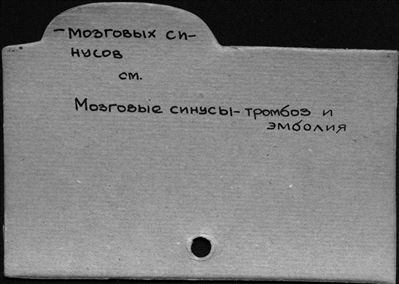 - мозговых си-
нусов
см.
Мозговые синусы - тромбоз и
эмболия